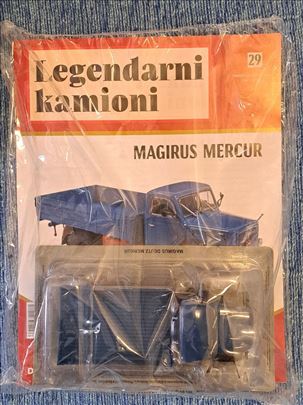 Legendarni
kamioni
29
MAGIRUS MERCUR
MAGIRUS DEUTZ MERKUR
D